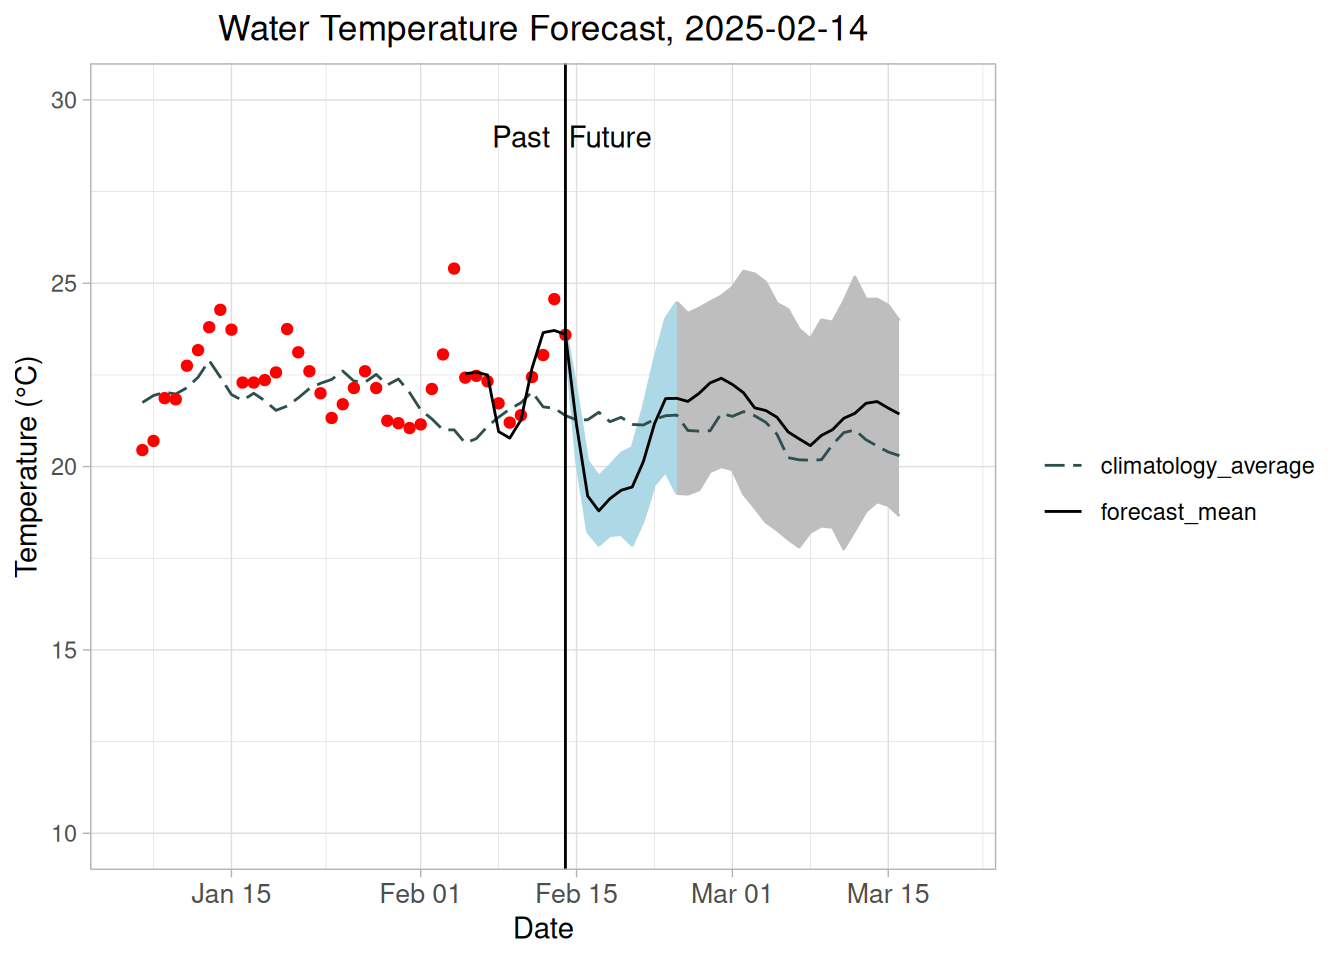 Water Temperature Forecast, 2025-02-14
30
Past Future
25
20
15
10
Temperature (°C)
Jan 15 Feb 01 Feb 15 Mar 01 Mar 15
Date
climatology_average
forecast_mean